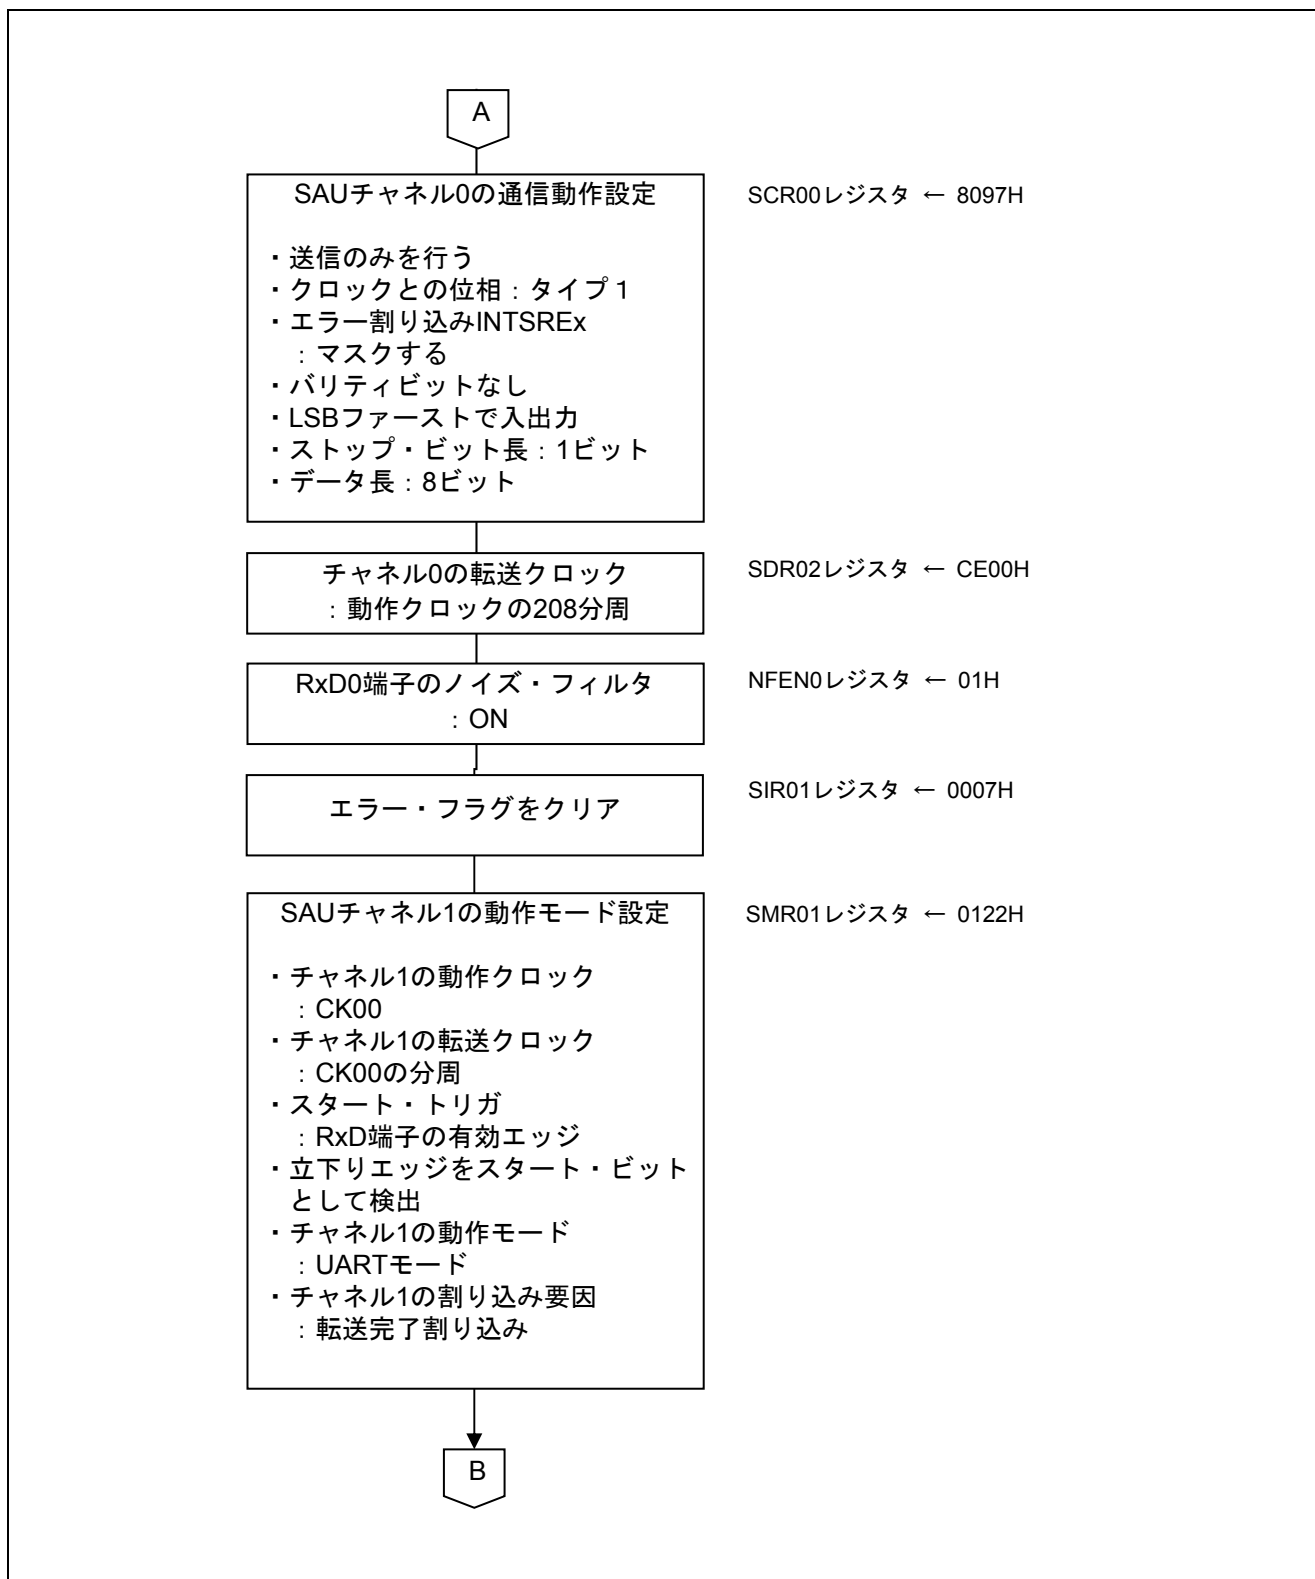 A
SAUチャネル0の通信動作設定
SCR00レジスタ ← 8097H
・送信のみを行う
・クロックとの位相：タイプ１
・エラー割り込みINTSREx
：マスクする
・バリティビットなし
・LSBファーストで入出力
・ストップ・ビット長：1ビット
・データ長：8ビット
チャネル0の転送クロック
：動作クロックの208分周
SDR02レジスタ ← CE00H
RxD0端子のノイズ・フィルタ
：ON
NFEN0レジスタ ← 01H
エラー・フラグをクリア
SIR01レジスタ ← 0007H
SAUチャネル1の動作モード設定
SMR01レジスタ ← 0122H
・チャネル1の動作クロック
：CK00
・チャネル1の転送クロック
：CK00の分周
・スタート・トリガ
：RxD端子の有効エッジ
・立下りエッジをスタート・ビット
として検出
・チャネル1の動作モード
：UARTモード
・チャネル1の割り込み要因
：転送完了割り込み
B